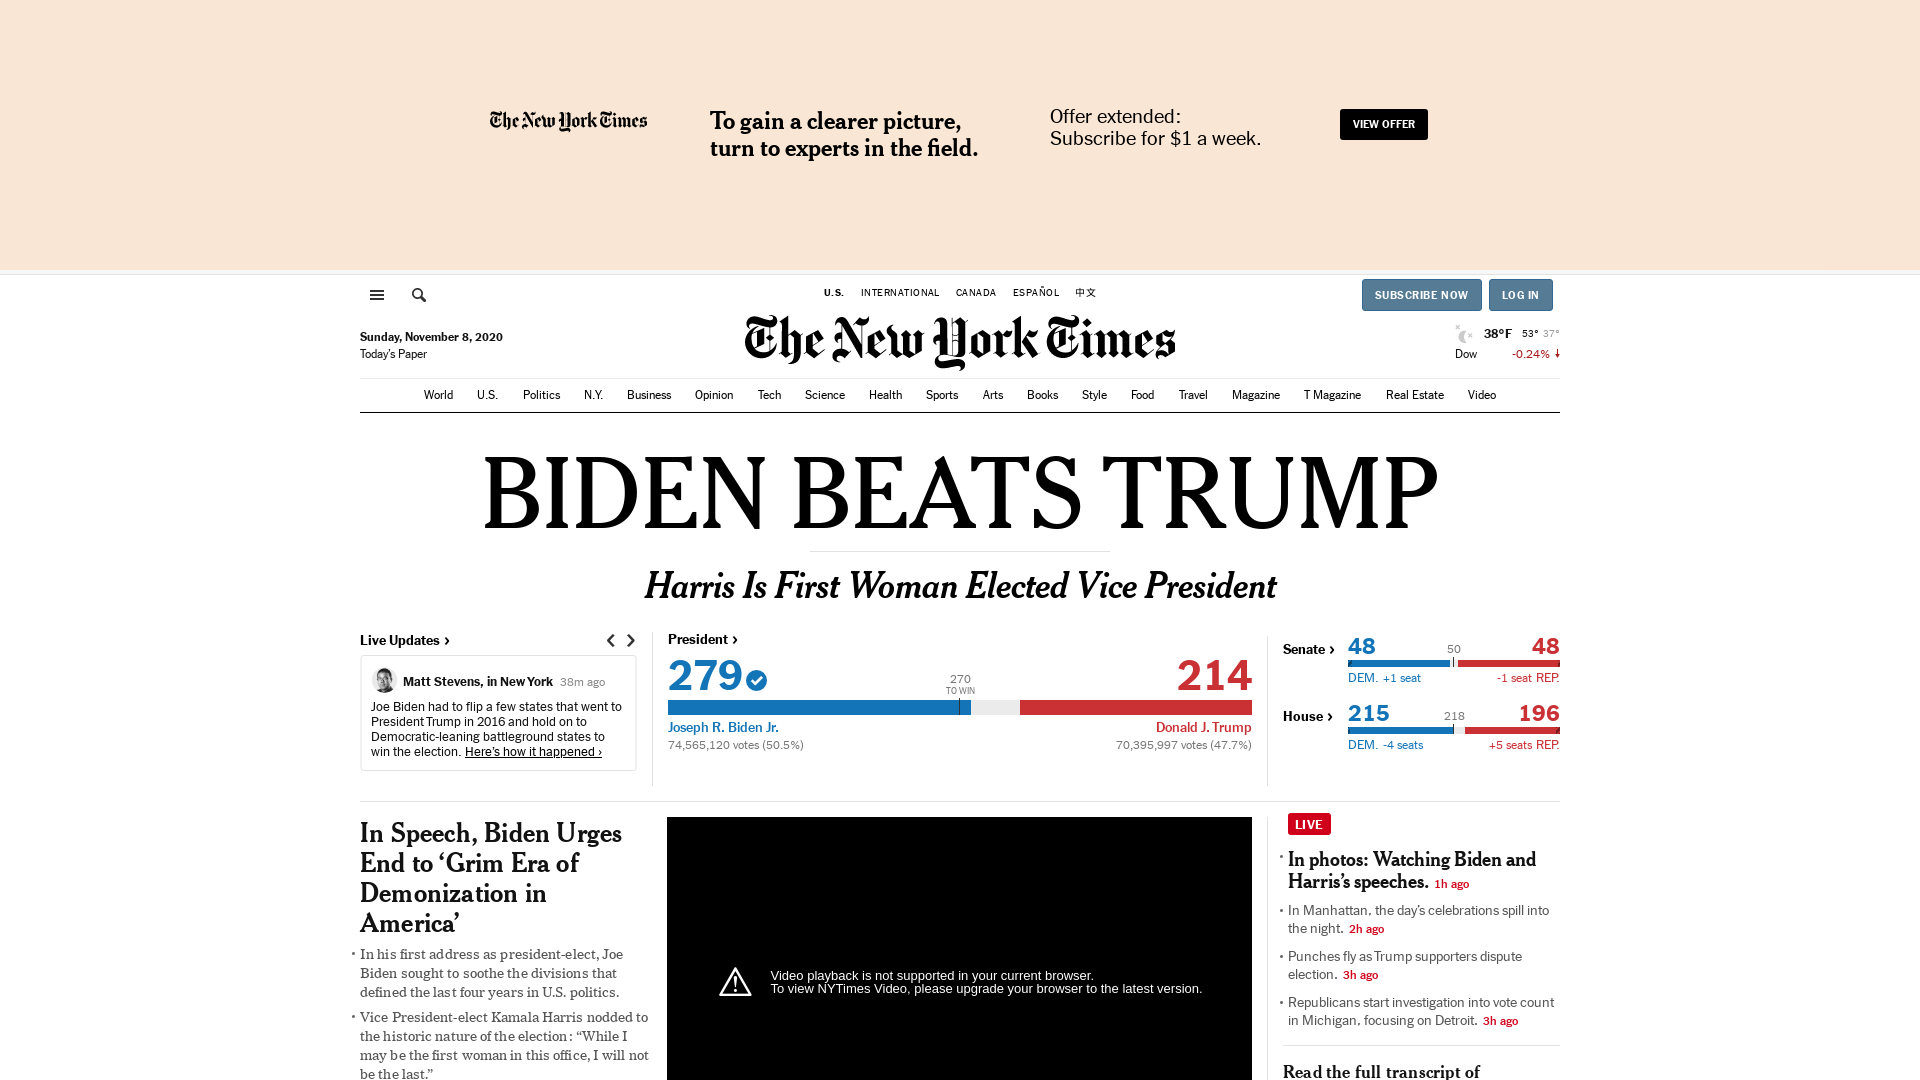 The New York Times
To gain a clearer picture,
turn to experts in the field.
Offer extended:
Subscribe for $1 a week.
VIEW OFFER
U.S. INTERNATIONAL CANADA ESPAÑOL 中文
SUBSCRIBE NOW LOG IN
Sunday, November 8, 2020
Today's Paper
The New York Times
38°F 53° 37°
Dow -0.24% ↓
World U.S. Politics N.Y. Business Opinion Tech Science Health Sports Arts Books Style Food Travel Magazine T Magazine Real Estate Video
BIDEN BEATS TRUMP
Harris Is First Woman Elected Vice President
Live Updates ›
Matt Stevens, in New York 38m ago
Joe Biden had to flip a few states that went to
President Trump in 2016 and hold on to
Democratic-leaning battleground states to
win the election. Here's how it happened ›
President ›
279 214
270
TO WIN
Joseph R. Biden Jr. Donald J. Trump
74,565,120 votes (50.5%) 70,395,997 votes (47.7%)
Senate › 48 50 48
DEM. +1 seat -1 seat REP.
House › 215 218 196
DEM. -4 seats +5 seats REP.
In Speech, Biden Urges
End to ‘Grim Era of
Demonization in
America’
• In his first address as president-elect, Joe
Biden sought to soothe the divisions that
defined the last four years in U.S. politics.
• Vice President-elect Kamala Harris nodded to
the historic nature of the election: “While I
may be the first woman in this office, I will not
be the last.”
Video playback is not supported in your current browser.
To view NYTimes Video, please upgrade your browser to the latest version.
LIVE
• In photos: Watching Biden and
Harris’s speeches. 1h ago
• In Manhattan, the day’s celebrations spill into
the night. 2h ago
• Punches fly as Trump supporters dispute
election. 3h ago
• Republicans start investigation into vote count
in Michigan, focusing on Detroit. 3h ago
Read the full transcript of